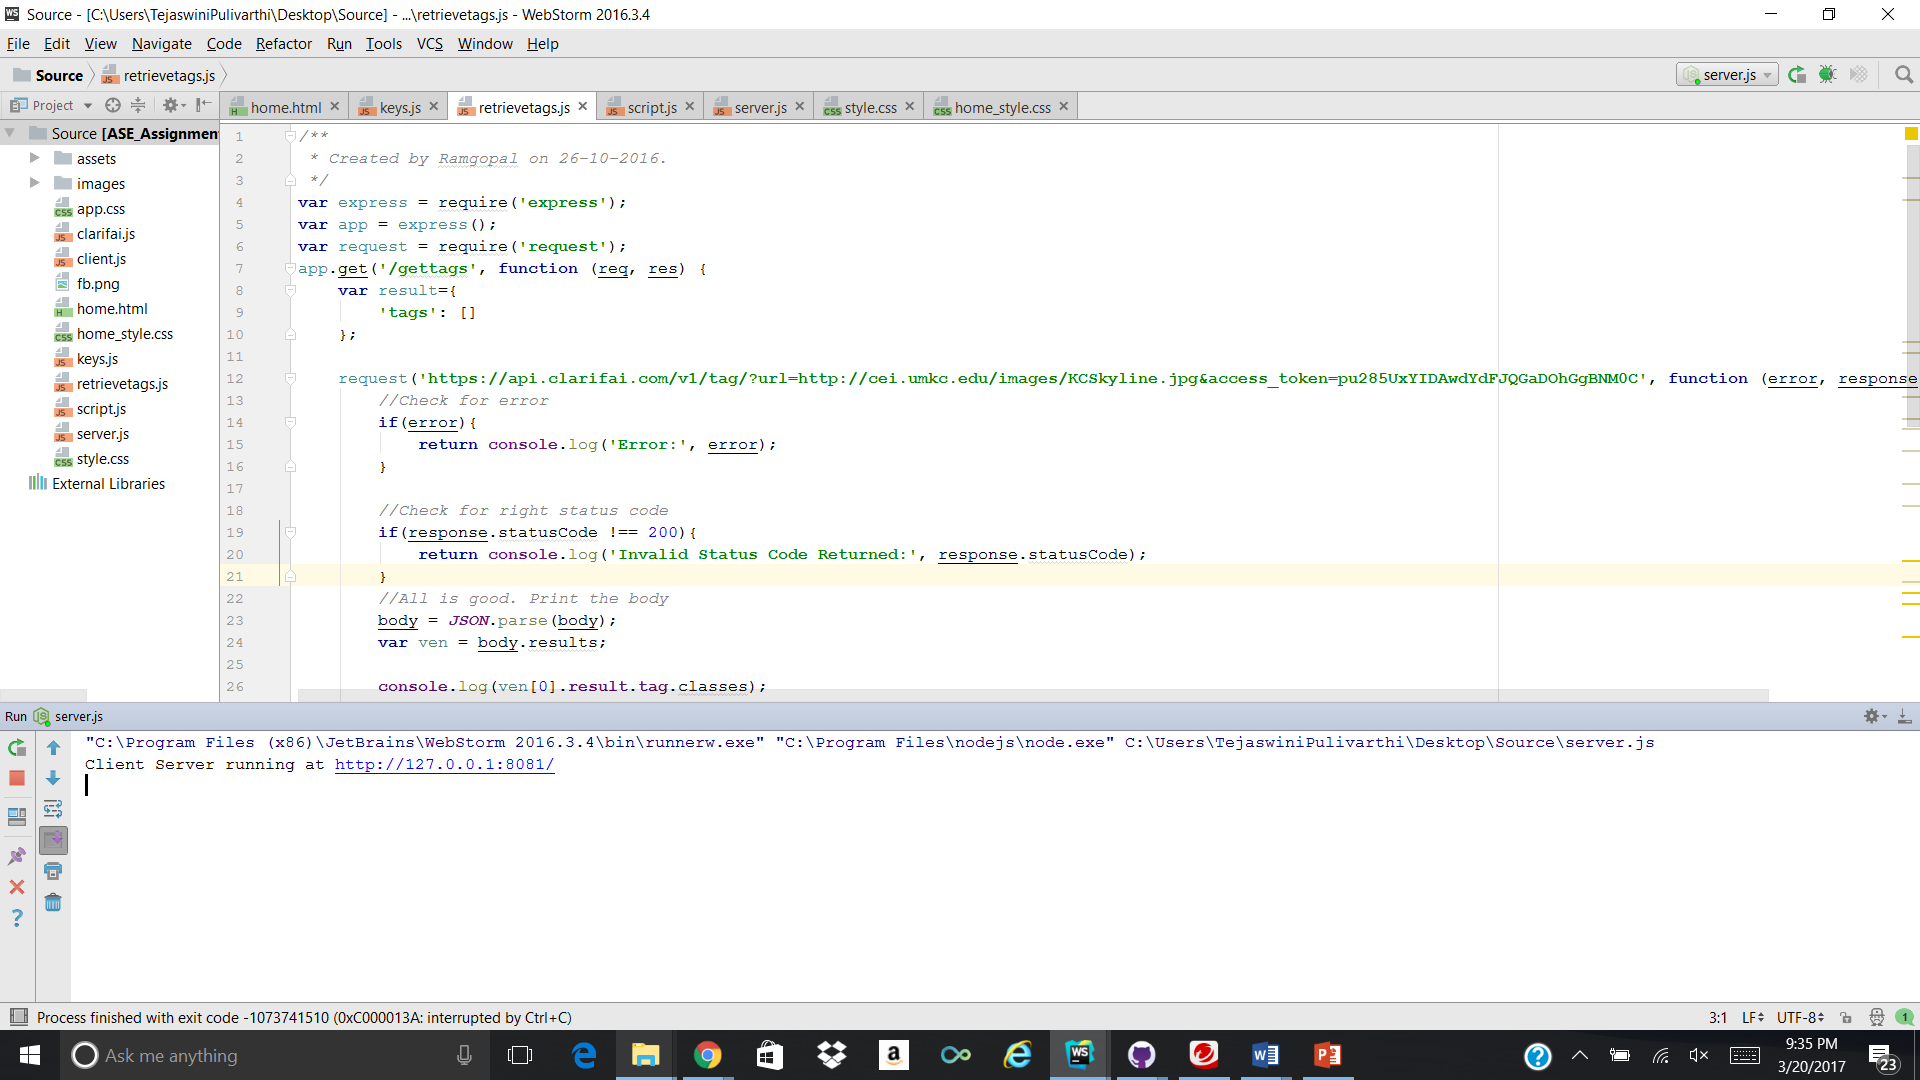 Source - [C:\Users\TejaswiniPulivarthi\Desktop\Source] - ...\retrievetags.js - WebStorm 2016.3.4
File Edit View Navigate Code Refactor Run Tools VCS Window Help
Source retrievetags.js server.js
Project home.html keys.js retrievetags.js script.js server.js style.css home_style.css
Source [ASE_Assignmen
assets
images
app.css
clarifai.js
client.js
fb.png
home.html
home_style.css
keys.js
retrievetags.js
script.js
server.js
style.css
External Libraries
1 /**
2 * Created by Ramgopal on 26-10-2016.
3 */
4 var express = require('express');
5 var app = express();
6 var request = require('request');
7 app.get('/gettags', function (req, res) {
8 var result={
9 'tags': []
10 };
11
12 request('https://api.clarifai.com/v1/tag/?url=http://cei.umkc.edu/images/KCSkyline.jpg&access_token=pu285UxYIDAwdYdFJQGaDOhGgBNM0C', function (error, response
13 //Check for error
14 if(error){
15 return console.log('Error:', error);
16 }
17
18 //Check for right status code
19 if(response.statusCode !== 200){
20 return console.log('Invalid Status Code Returned:', response.statusCode);
21 }
22 //All is good. Print the body
23 body = JSON.parse(body);
24 var ven = body.results;
25
26 console.log(ven[0].result.tag.classes);
Run server.js
"C:\Program Files (x86)\JetBrains\WebStorm 2016.3.4\bin\runnerw.exe" "C:\Program Files\nodejs\node.exe" C:\Users\TejaswiniPulivarthi\Desktop\Source\server.js
Client Server running at http://127.0.0.1:8081/
Process finished with exit code -1073741510 (0xC000013A: interrupted by Ctrl+C) 3:1 LF UTF-8 1
Ask me anything
9:35 PM
3/20/2017
23